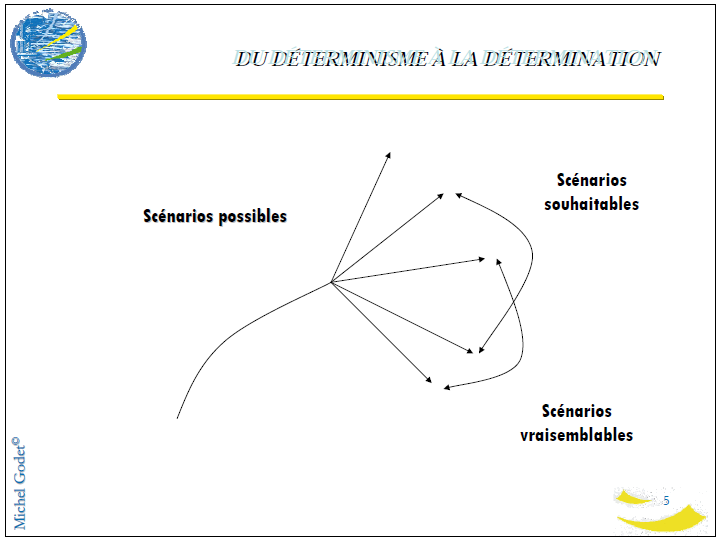 DU DÉTERMINISME À LA DÉTERMINATION
Scénarios possibles
Scénarios
souhaitables
Scénarios
vraisemblables
Michel Godet©
5